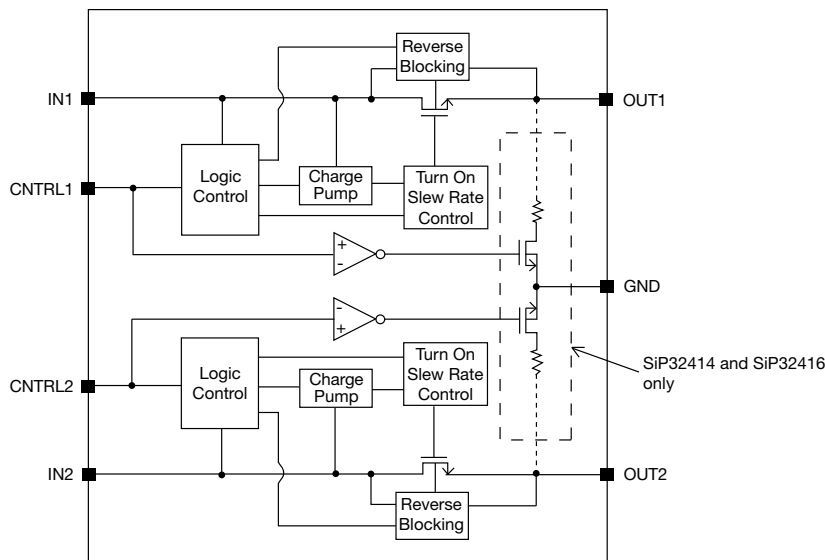 Reverse
Blocking
IN1
OUT1
Logic
Control
Charge
Pump
Turn On
Slew Rate
Control
CNTRL1
+
-
GND
-
+
Logic
Control
Turn On
Slew Rate
Control
Charge
Pump
SiP32414 and SiP32416
only
CNTRL2
IN2
OUT2
Reverse
Blocking